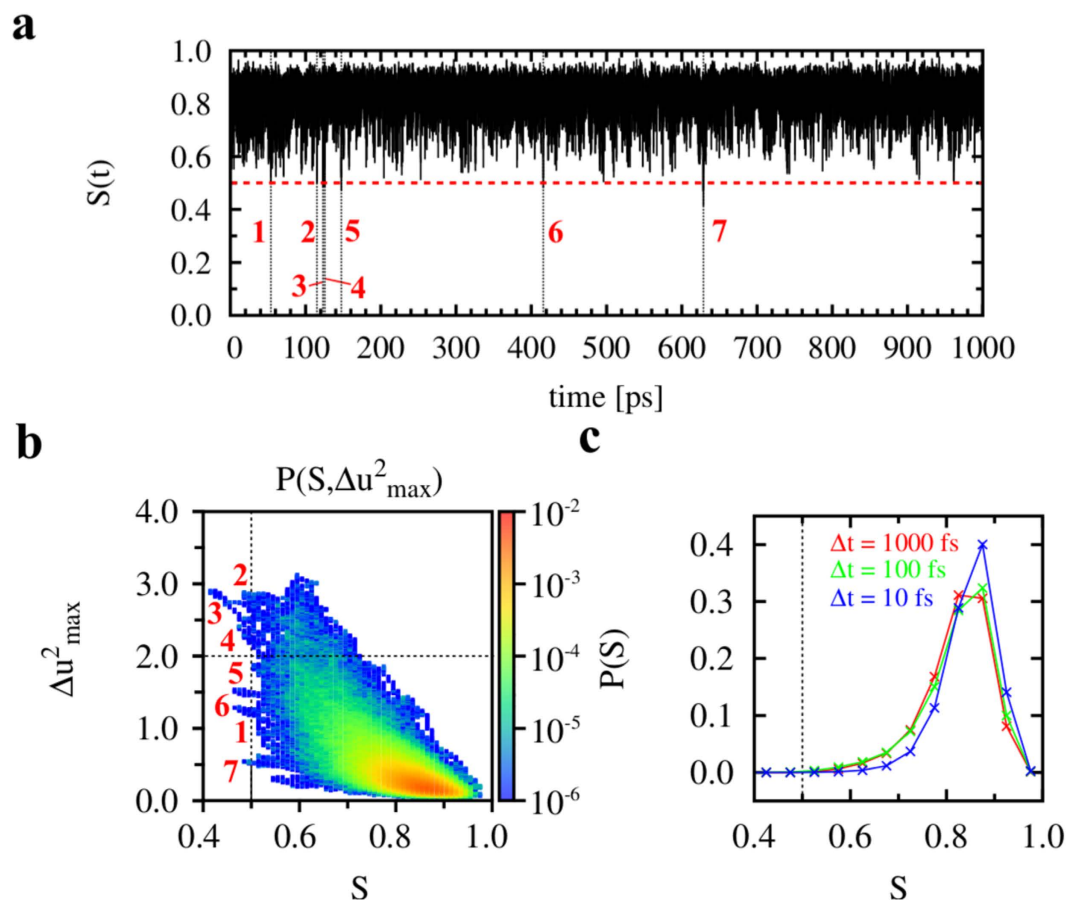 a
1.0
0.8
0.6
0.4
0.2
0.0
S(t)
1 2 5 6 7
3 4
0 100 200 300 400 500 600 700 800 900 1000
time [ps]
b
P(S,Δu²max)
4.0
3.0
2.0
1.0
0.0
Δu²max
2
3
4
5
6
1
7
0.4 0.6 0.8 1.0
S
10⁻²
10⁻³
10⁻⁴
10⁻⁵
10⁻⁶
c
0.4
0.3
0.2
0.1
0.0
P(S)
Δt = 1000 fs
Δt = 100 fs
Δt = 10 fs
0.4 0.6 0.8 1.0
S